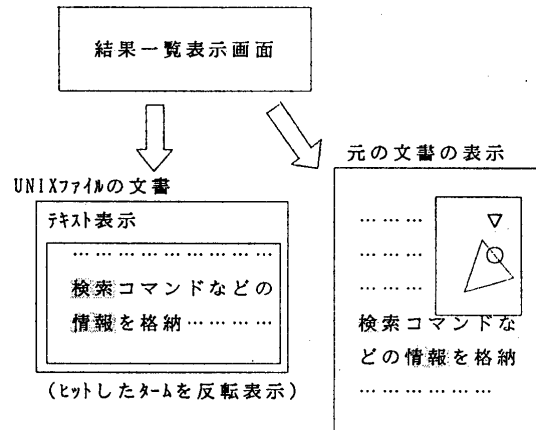 結果一覧表示画面
UNIXファイルの文書
テキスト表示
……………………
検索コマンドなどの
情報を格納…………
(ヒットしたタームを反転表示)
元の文書の表示
………
………
………
検索コマンドな
どの情報を格納
………………